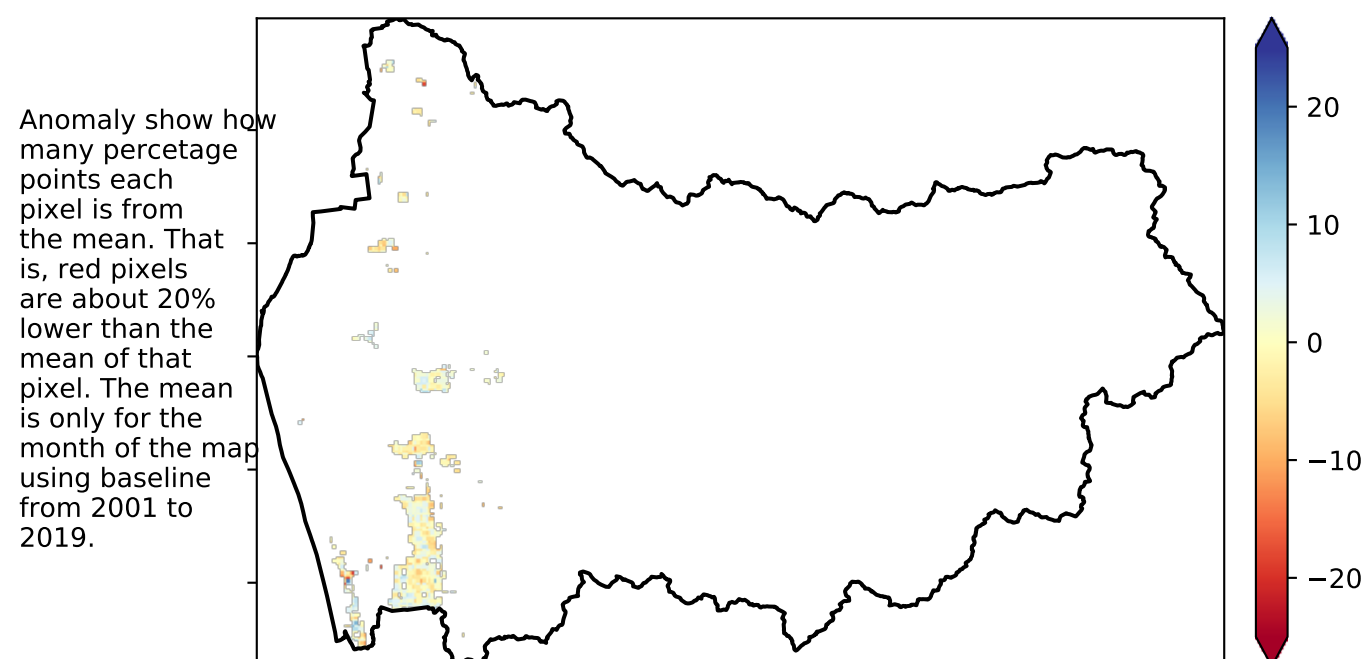 Anomaly show how
many percetage
points each
pixel is from
the mean. That
is, red pixels
are about 20%
lower than the
mean of that
pixel. The mean
is only for the
month of the map
using baseline
from 2001 to
2019.
20
10
0
−10
−20